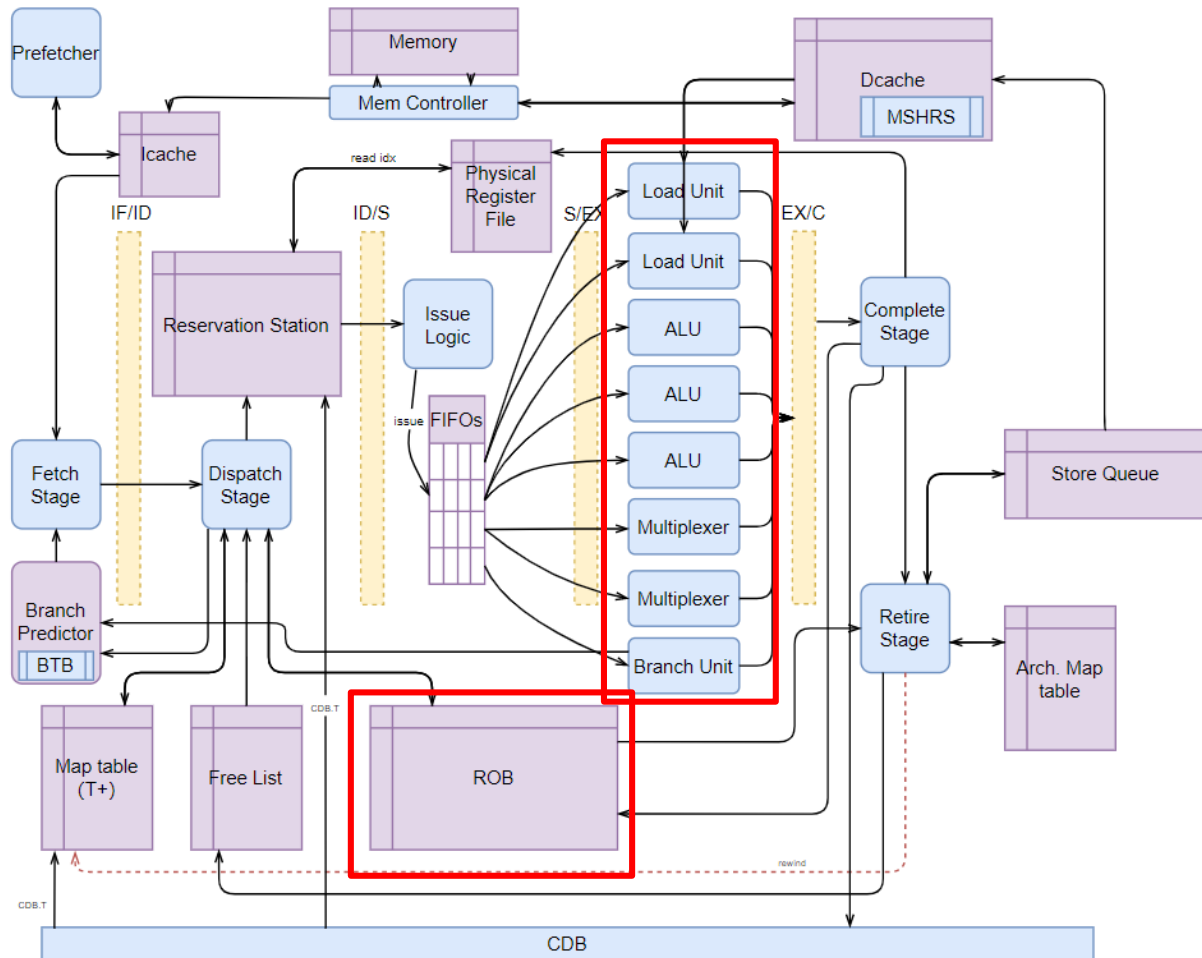 Prefetcher
Memory
Mem Controller
Dcache
MSHRS
Icache
read idx
Physical
Register
File
Load Unit
IF/ID
ID/S
S/EX
EX/C
Load Unit
Reservation Station
Issue
Logic
Complete
Stage
ALU
ALU
issue
FIFOs
ALU
Fetch
Stage
Dispatch
Stage
Store Queue
Multiplexer
Multiplexer
Branch
Predictor
BTB
Retire
Stage
Branch Unit
Arch. Map
table
CDB.T
Map table
(T+)
Free List
ROB
rewind
CDB.T
CDB